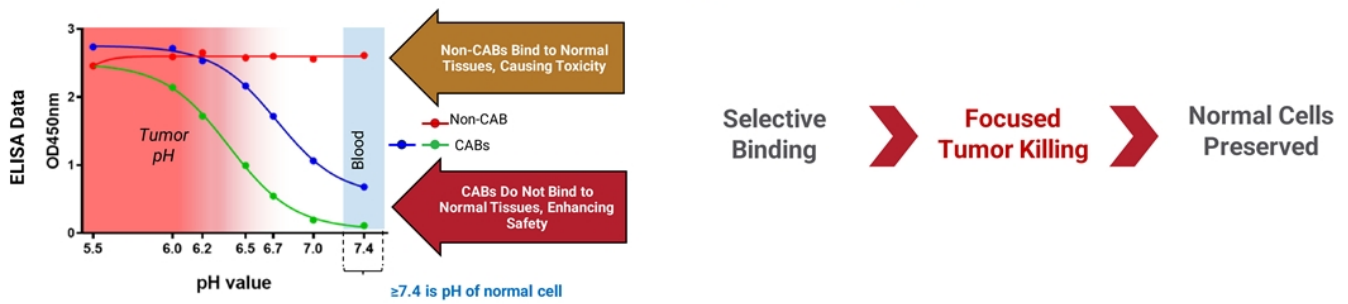 ELISA Data
OD450nm
3
2
1
0
Tumor
pH
Blood
5.5 6.0 6.2 6.5 6.7 7.0 7.4
pH value
≥7.4 is pH of normal cell
Non-CABs Bind to Normal
Tissues, Causing Toxicity
Non-CAB
CABs
CABs Do Not Bind to
Normal Tissues, Enhancing
Safety
Selective
Binding
Focused
Tumor Killing
Normal Cells
Preserved